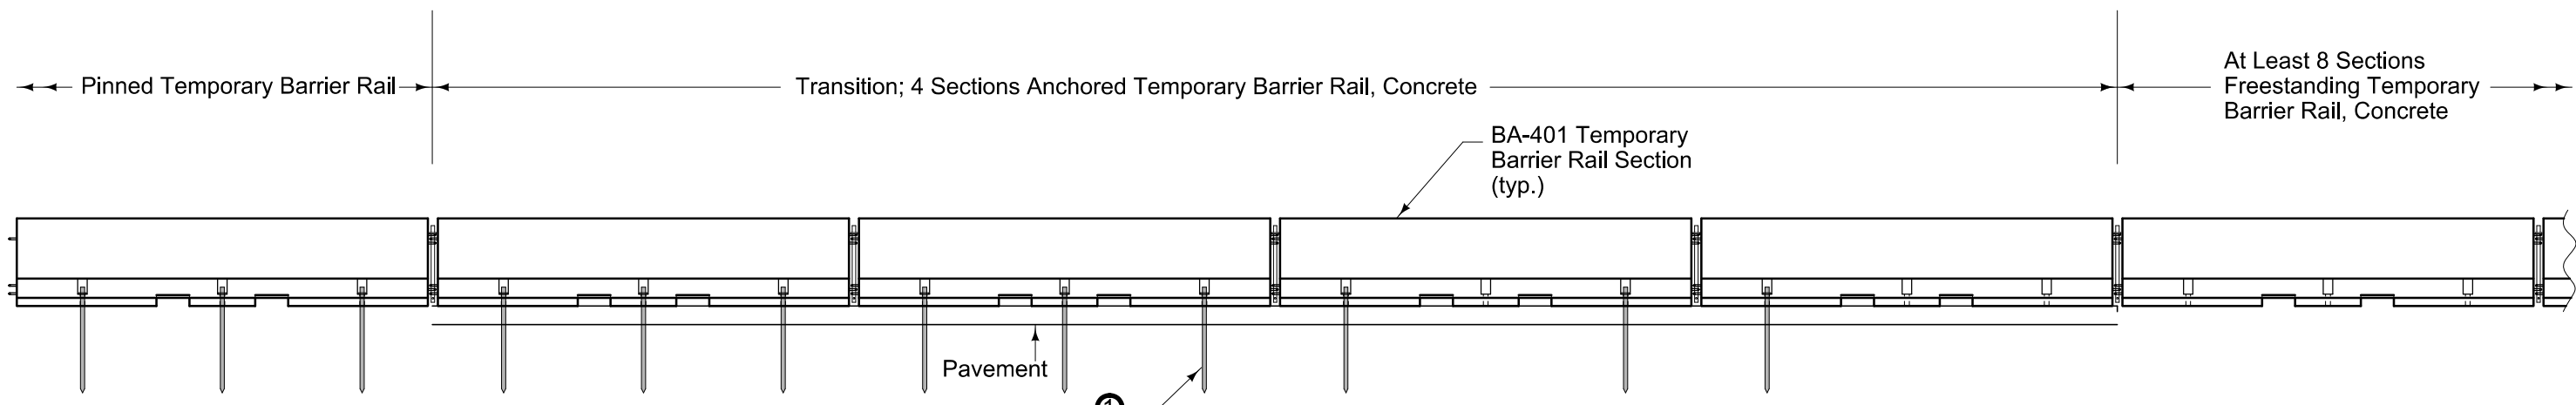 Pinned Temporary Barrier Rail
Transition; 4 Sections Anchored Temporary Barrier Rail, Concrete
At Least 8 Sections
Freestanding Temporary
Barrier Rail, Concrete
BA-401 Temporary
Barrier Rail Section
(typ.)
Pavement
1